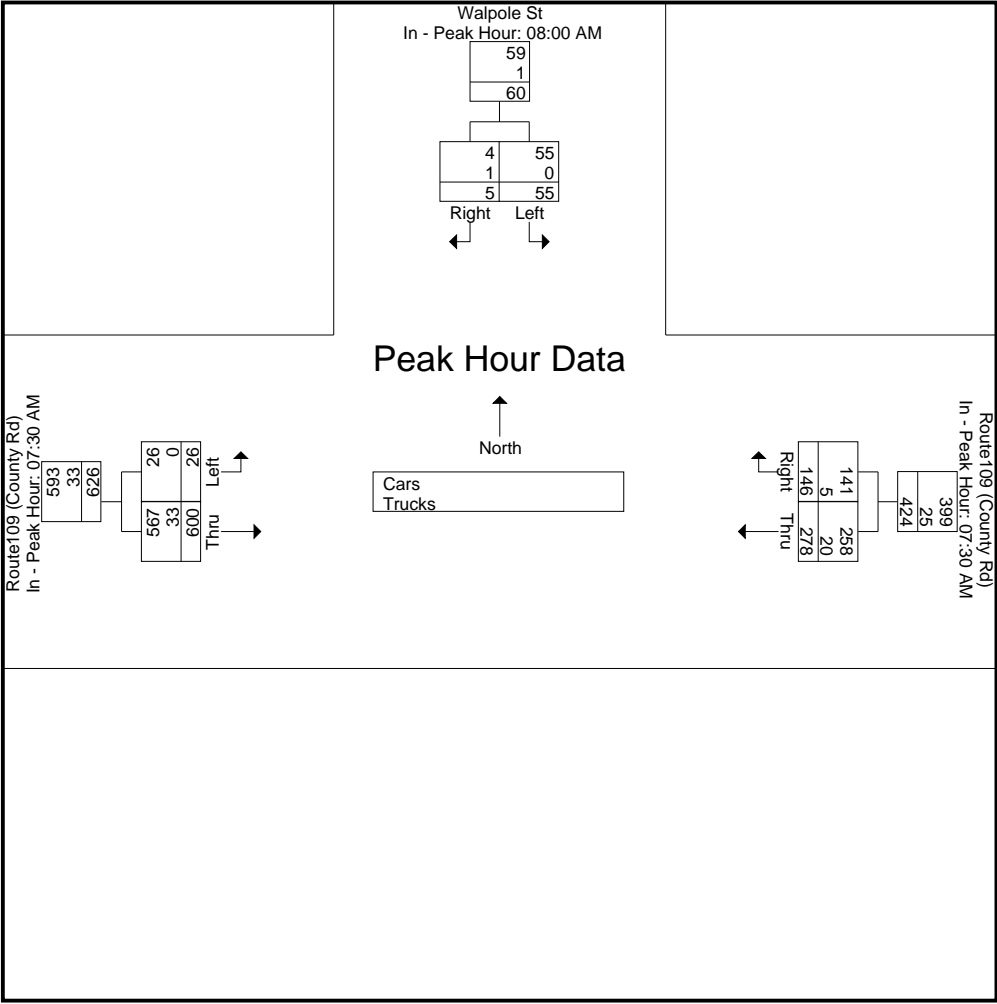 Walpole St
In - Peak Hour: 08:00 AM
59
1
60
4 55
1 0
5 55
Right Left
Peak Hour Data
North
Cars
Trucks
Route109 (County Rd)
In - Peak Hour: 07:30 AM
626
33
593
26 600
0 33
26 567
Left Thru
Route109 (County Rd)
In - Peak Hour: 07:30 AM
399
25
424
141 258
5 20
146 278
Right Thru